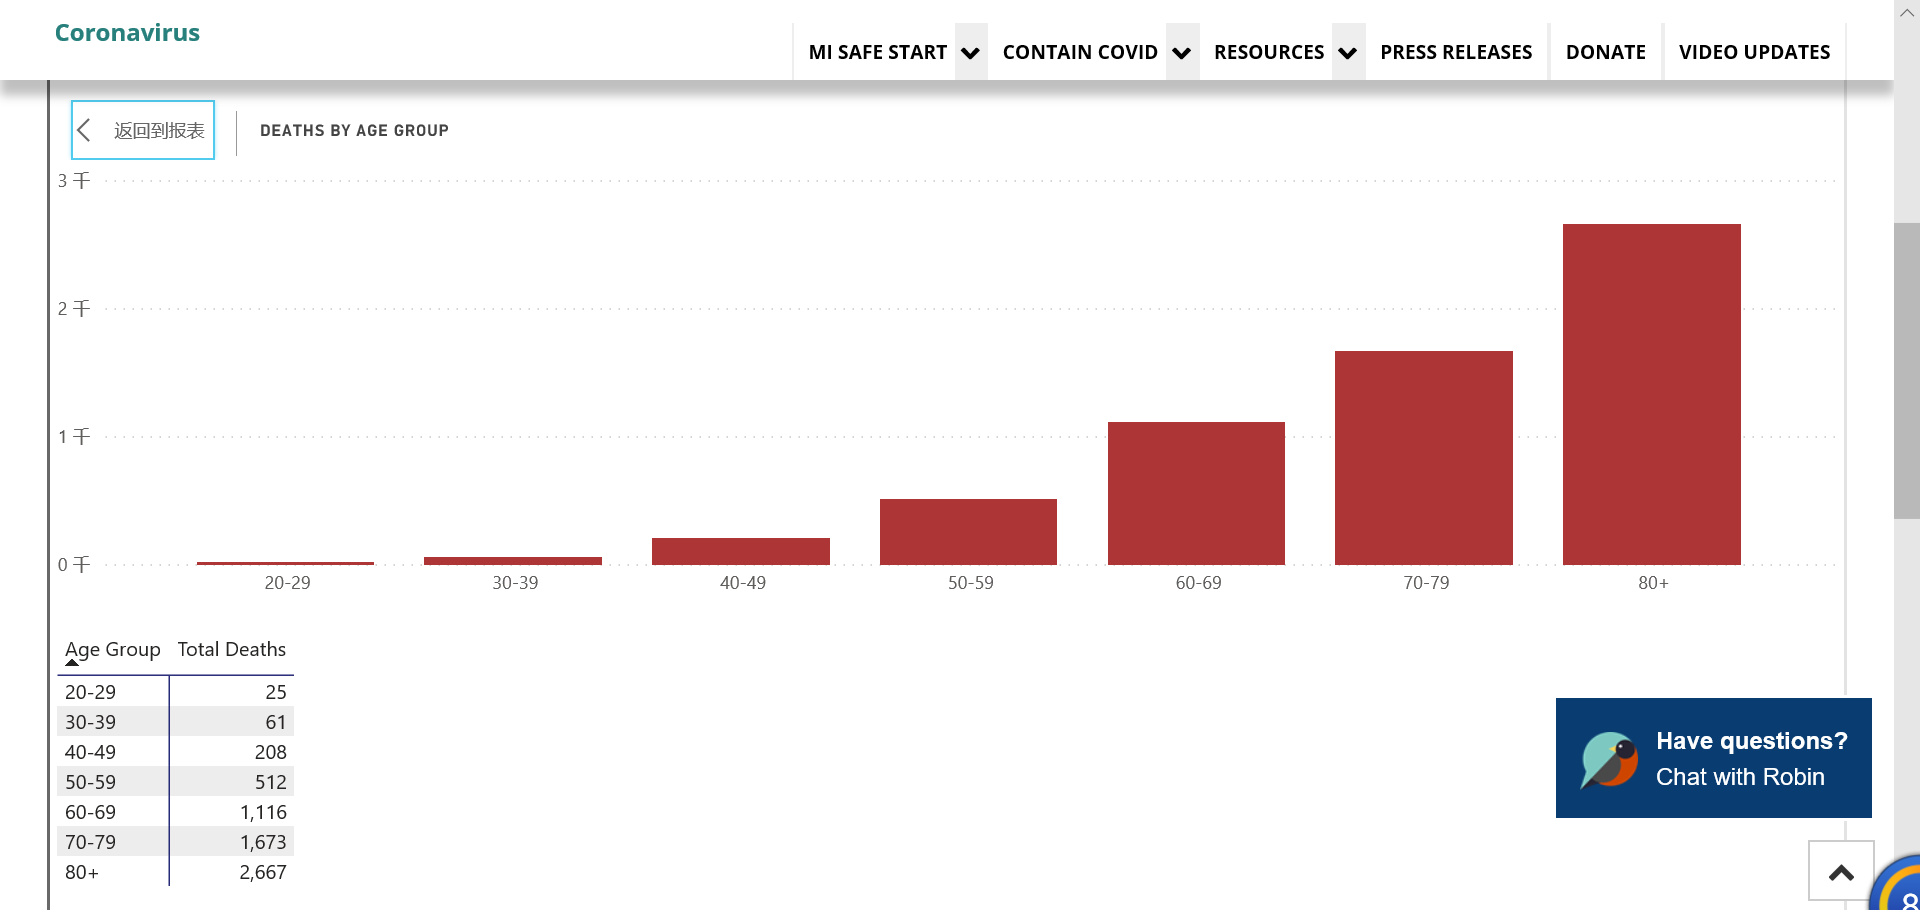 Coronavirus
MI SAFE START
CONTAIN COVID
RESOURCES
PRESS RELEASES
DONATE
VIDEO UPDATES
返回到报表
DEATHS BY AGE GROUP
3 千
2 千
1 千
0 千
20-29 30-39 40-49 50-59 60-69 70-79 80+
Age Group Total Deaths
20-29 25
30-39 61
40-49 208
50-59 512
60-69 1,116
70-79 1,673
80+ 2,667
Have questions?
Chat with Robin
8